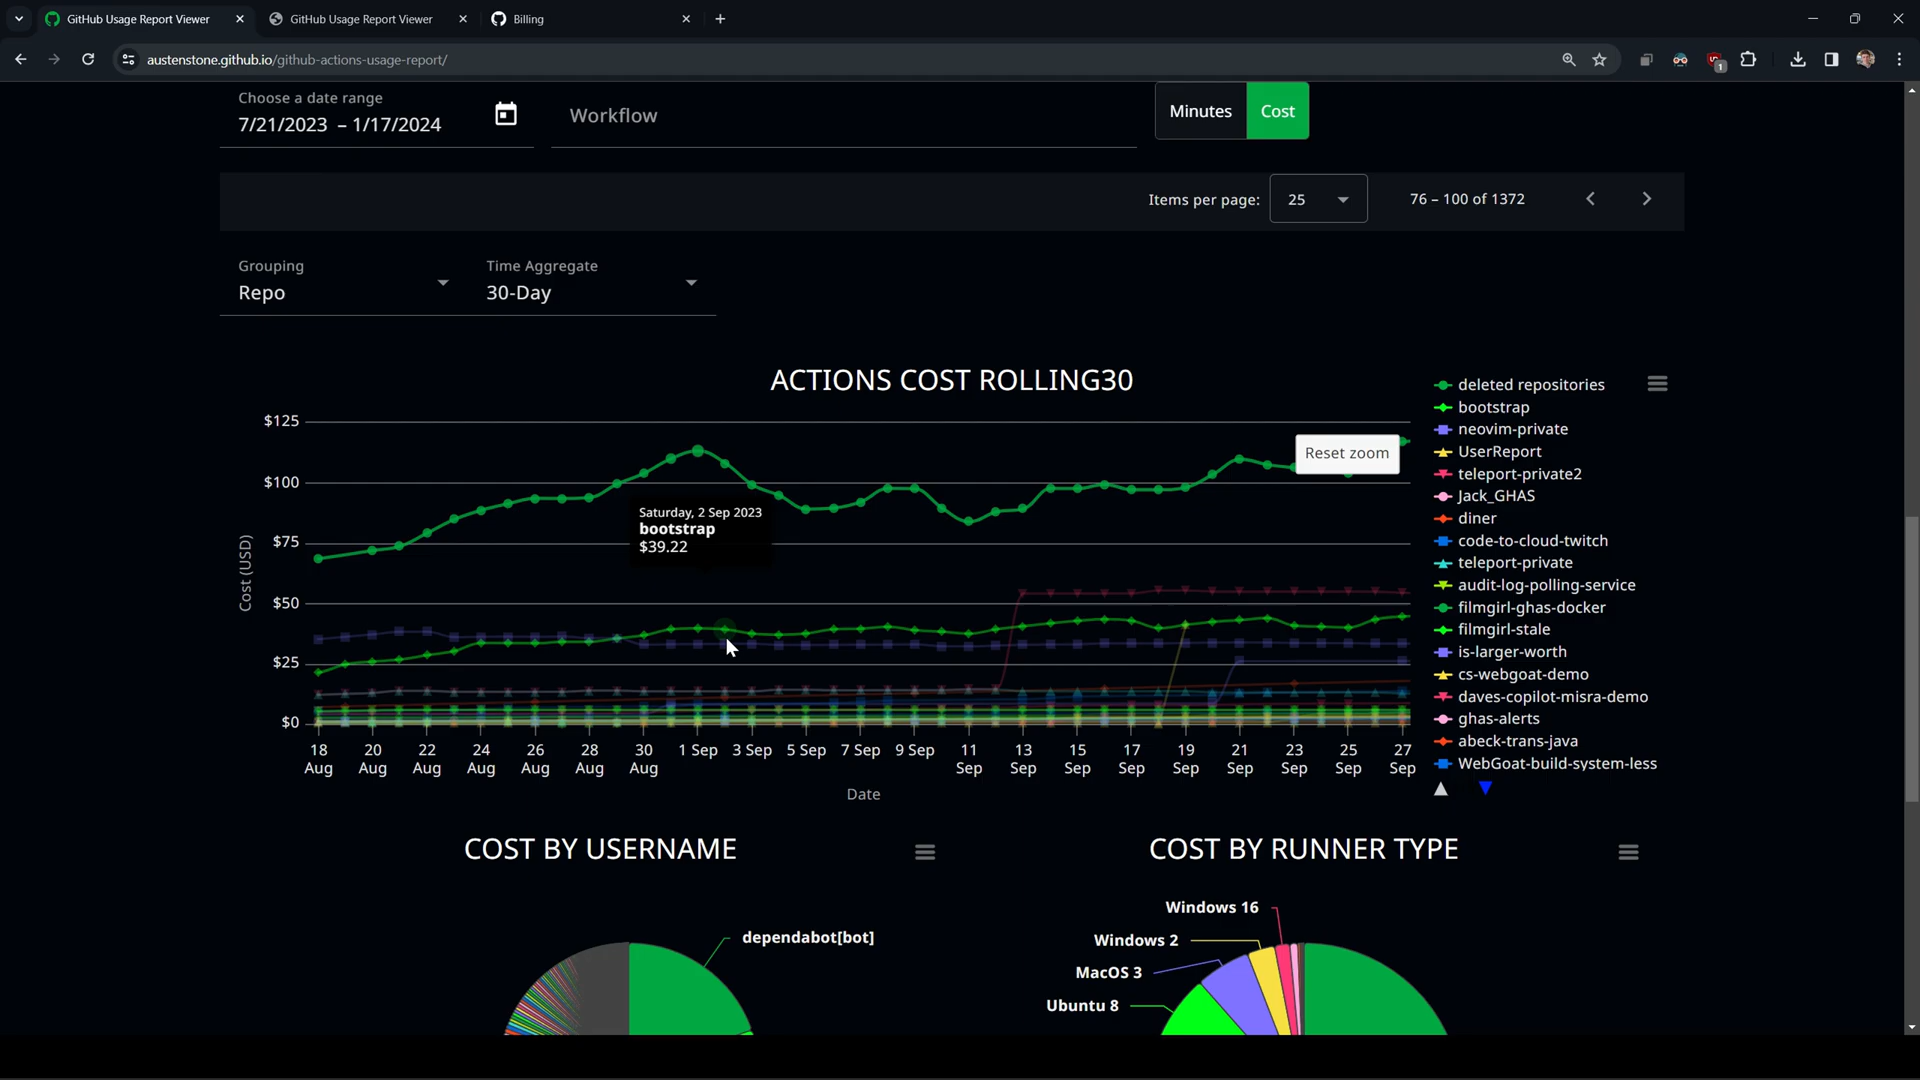 GitHub Usage Report Viewer
GitHub Usage Report Viewer
Billing
austenstone.github.io/github-actions-usage-report/
1
Choose a date range
7/21/2023 – 1/17/2024
Workflow
Minutes
Cost
Items per page:
25
76 – 100 of 1372
Grouping
Repo
Time Aggregate
30-Day
ACTIONS COST ROLLING30
Cost (USD)
$125
$100
$75
$50
$25
$0
Reset zoom
Saturday, 2 Sep 2023
bootstrap
$39.22
18 Aug
20 Aug
22 Aug
24 Aug
26 Aug
28 Aug
30 Aug
1 Sep
3 Sep
5 Sep
7 Sep
9 Sep
11 Sep
13 Sep
15 Sep
17 Sep
19 Sep
21 Sep
23 Sep
25 Sep
27 Sep
Date
deleted repositories
bootstrap
neovim-private
UserReport
teleport-private2
Jack_GHAS
diner
code-to-cloud-twitch
teleport-private
audit-log-polling-service
filmgirl-ghas-docker
filmgirl-stale
is-larger-worth
cs-webgoat-demo
daves-copilot-misra-demo
ghas-alerts
abeck-trans-java
WebGoat-build-system-less
COST BY USERNAME
dependabot[bot]
COST BY RUNNER TYPE
Windows 16
Windows 2
MacOS 3
Ubuntu 8